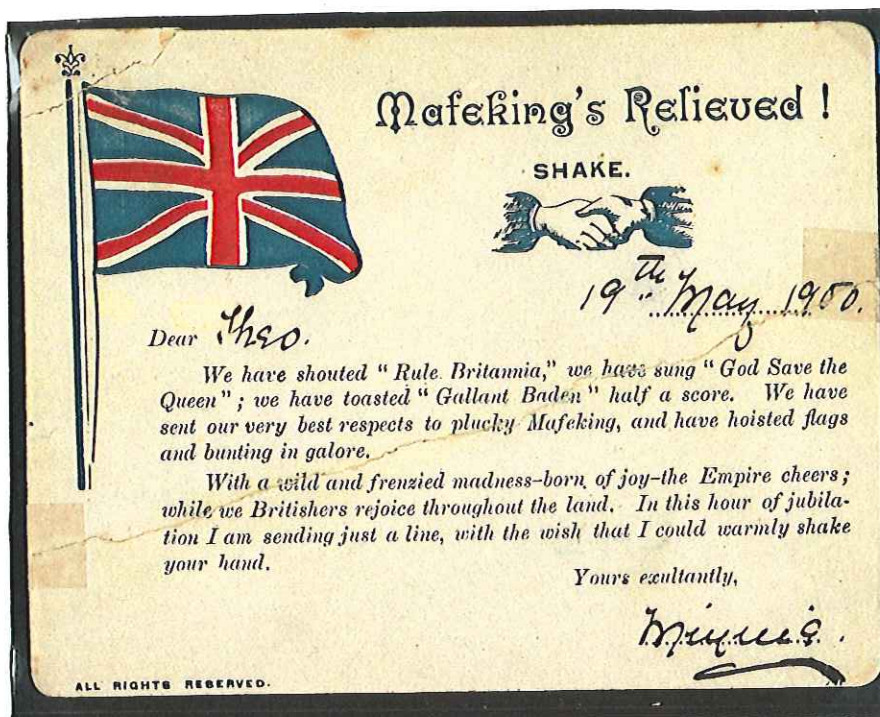 Mafeking's Relieved !
SHAKE.
19th May 1900.
Dear Theo.
We have shouted "Rule Britannia," we have sung "God Save the
Queen"; we have toasted "Gallant Baden" half a score. We have
sent our very best respects to plucky Mafeking, and have hoisted flags
and bunting in galore.
With a wild and frenzied madness-born of joy-the Empire cheers;
while we Britishers rejoice throughout the land. In this hour of jubila-
tion I am sending just a line, with the wish that I could warmly shake
your hand.
Yours exultantly,
Minnie.
ALL RIGHTS RESERVED.